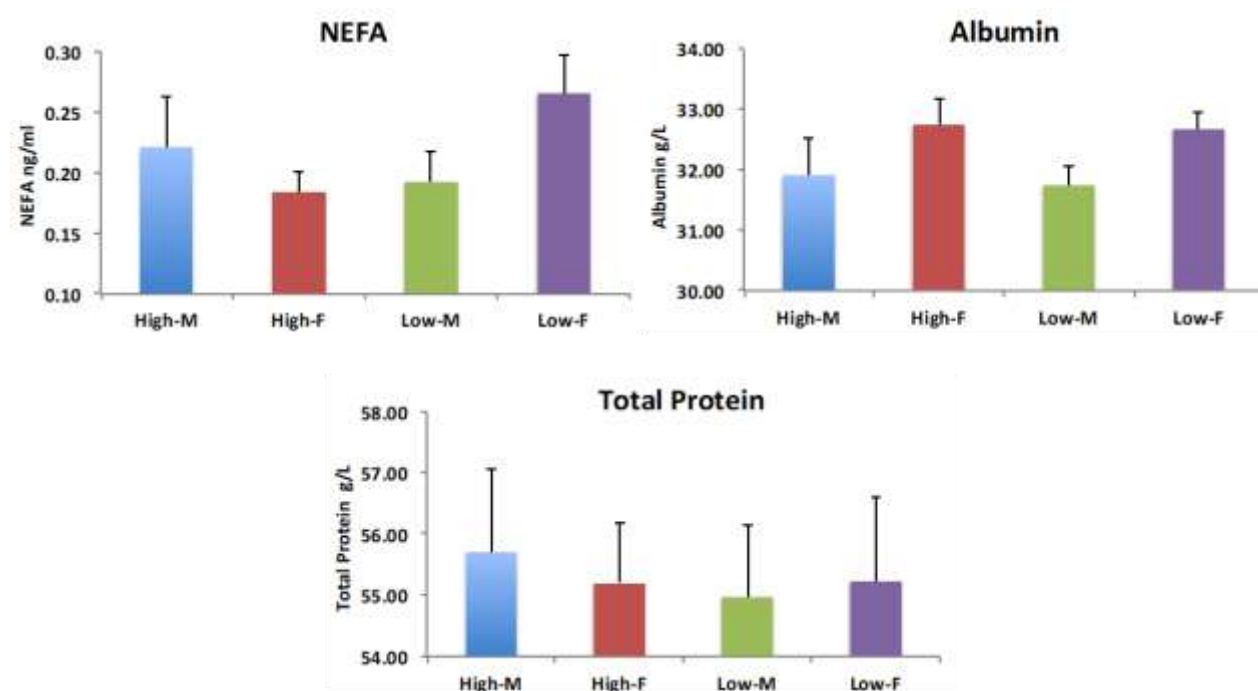 NEFA
NEFA ng/ml
0.30
0.25
0.20
0.15
0.10
High-M High-F Low-M Low-F
Albumin
Albumin g/L
34.00
33.00
32.00
31.00
30.00
High-M High-F Low-M Low-F
Total Protein
Total Protein g/L
58.00
57.00
56.00
55.00
54.00
High-M High-F Low-M Low-F